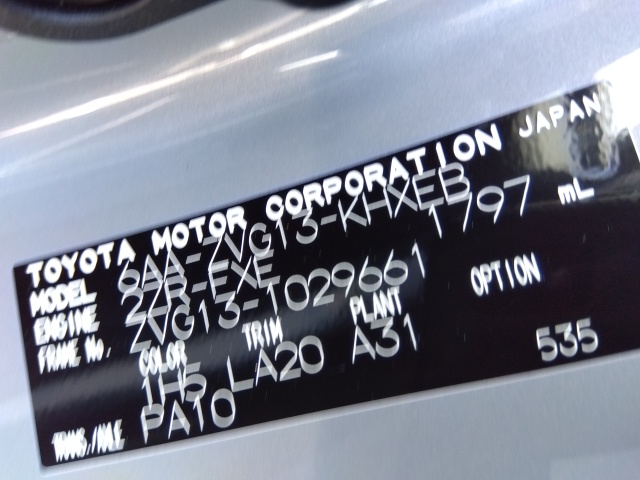 TOYOTA MOTOR CORPORATION JAPAN
MODEL 6AA-ZVG13-KHXEB
ENGINE 2ZR-FXE 1797 mL
FRAME No. ZVG13-1029661
COLOR TRIM PLANT OPTION
1H5 LA20 A31 535
TRANS./AXLE PA10